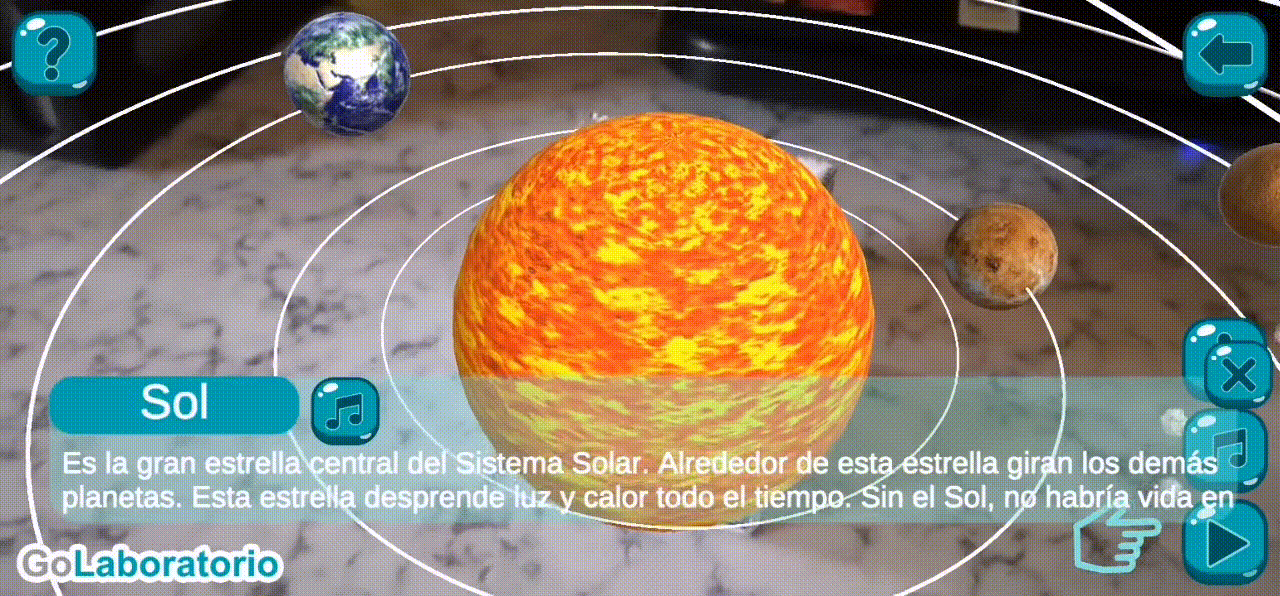 ?
Sol
Es la gran estrella central del Sistema Solar. Alrededor de esta estrella giran los demás
planetas. Esta estrella desprende luz y calor todo el tiempo. Sin el Sol, no habría vida en
GoLaboratorio